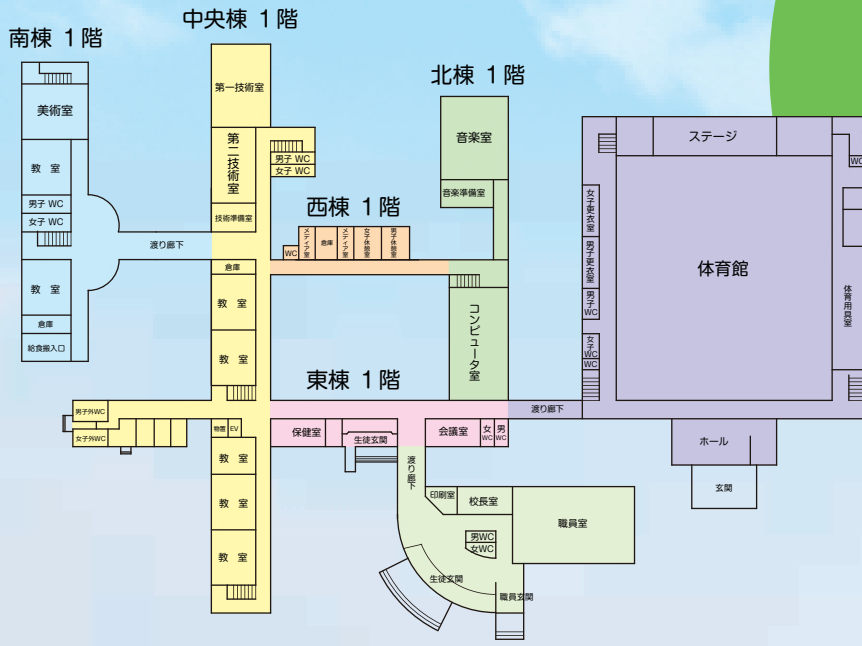 南棟 1階
中央棟 1階
北棟 1階
西棟 1階
東棟 1階
美術室
教 室
男子 WC
女子 WC
渡り廊下
教 室
倉庫
給食搬入口
第一技術室
第二技術室
男子 WC
女子 WC
技術準備室
倉庫
教 室
教 室
男子外WC
女子外WC
物置
EV
教 室
教 室
教 室
WC
メディア室
倉庫
メディア室
女子休憩室
男子休憩室
音楽室
音楽準備室
コンピュータ室
保健室
生徒玄関
会議室
女WC
男WC
渡り廊下
渡り廊下
印刷室
校長室
職員室
男WC
女WC
生徒玄関
職員玄関
ステージ
WC
女子更衣室
男子更衣室
男子WC
女子WC
WC
体育館
体育用具室
ホール
玄関